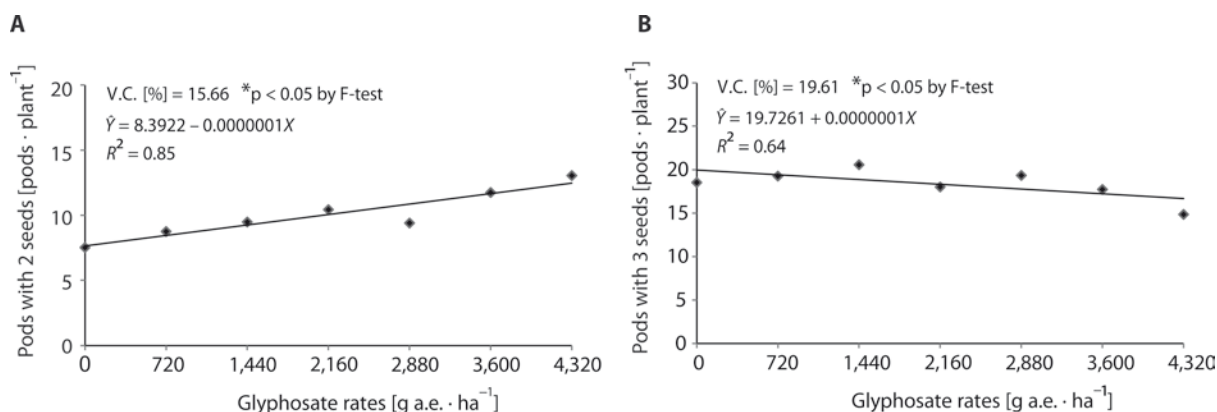 A
Pods with 2 seeds [pods · plant⁻¹]
20
15
10
5
0
V.C. [%] = 15.66 *p < 0.05 by F-test
Ŷ = 8.3922 – 0.0000001X
R² = 0.85
0 720 1,440 2,160 2,880 3,600 4,320
Glyphosate rates [g a.e. · ha⁻¹]
B
Pods with 3 seeds [pods · plant⁻¹]
30
25
20
15
10
5
0
V.C. [%] = 19.61 *p < 0.05 by F-test
Ŷ = 19.7261 + 0.0000001X
R² = 0.64
0 720 1,440 2,160 2,880 3,600 4,320
Glyphosate rates [g a.e. · ha⁻¹]